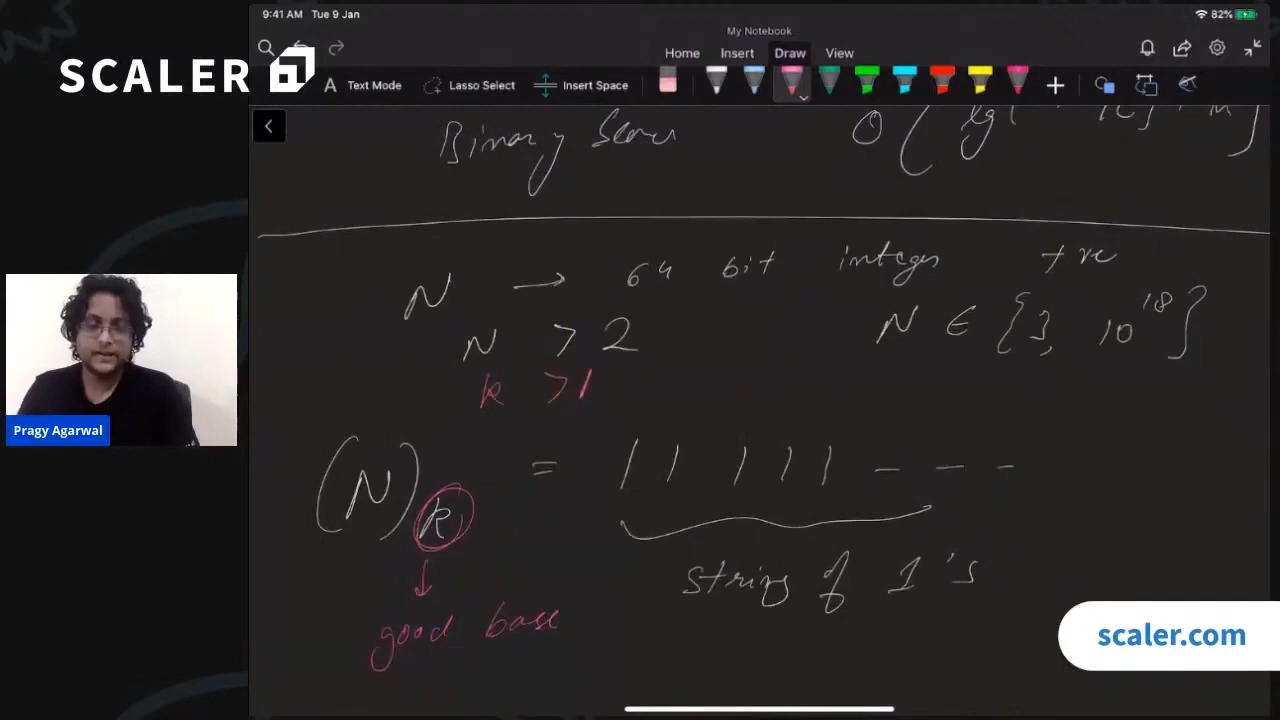 9:41 AM Tue 9 Jan
82%
My Notebook
SCALER
Home Insert Draw View
A Text Mode Lasso Select Insert Space
Binary
N → 64 bit integer +ve
N > 2 N ∈ {3, 10^18}
k > 1
(N)k = 1 1 1 1 1 - - -
string of 1's
good base
Pragy Agarwal
scaler.com